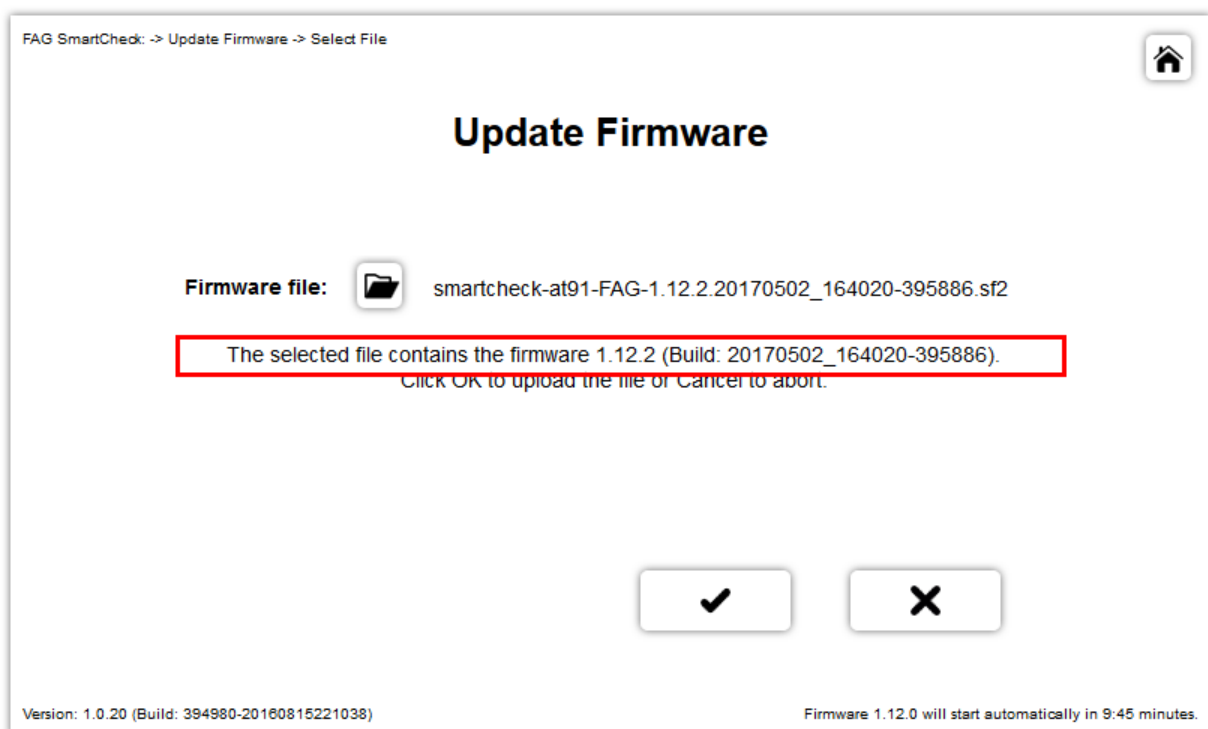 FAG SmartCheck: -> Update Firmware -> Select File
Update Firmware
Firmware file: smartcheck-at91-FAG-1.12.2.20170502_164020-395886.sf2
The selected file contains the firmware 1.12.2 (Build: 20170502_164020-395886).
Click OK to upload the file or Cancel to abort.
Version: 1.0.20 (Build: 394980-20160815221038)
Firmware 1.12.0 will start automatically in 9:45 minutes.